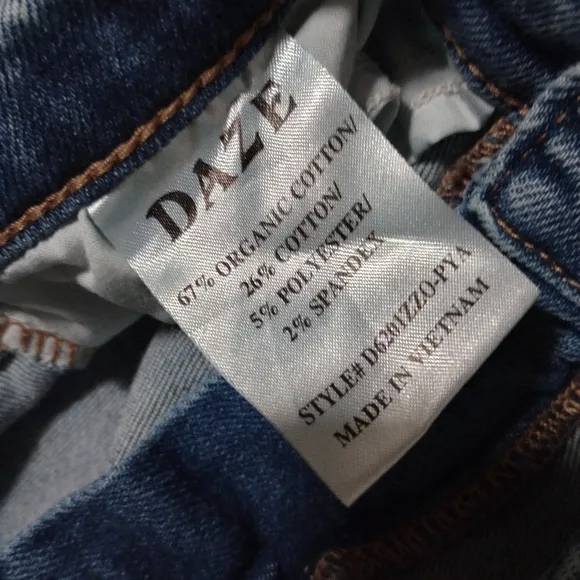 DAZE
67% ORGANIC COTTON/
26% COTTON/
5% POLYESTER/
2% SPANDEX
STYLE# D6201ZZO-PYA
MADE IN VIETNAM